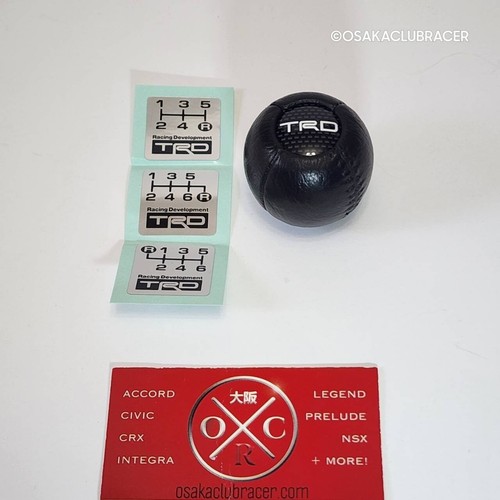 ©OSAKACLUBRACER
1 3 5
2 4 R
Racing Development
TRD
1 3 5
2 4 6 R
Racing Development
TRD
R 1 3 5
2 4 6
Racing Development
TRD
TRD
ACCORD
CIVIC
CRX
INTEGRA
大阪
O C
R
LEGEND
PRELUDE
NSX
+ MORE!
osakaclubracer.com